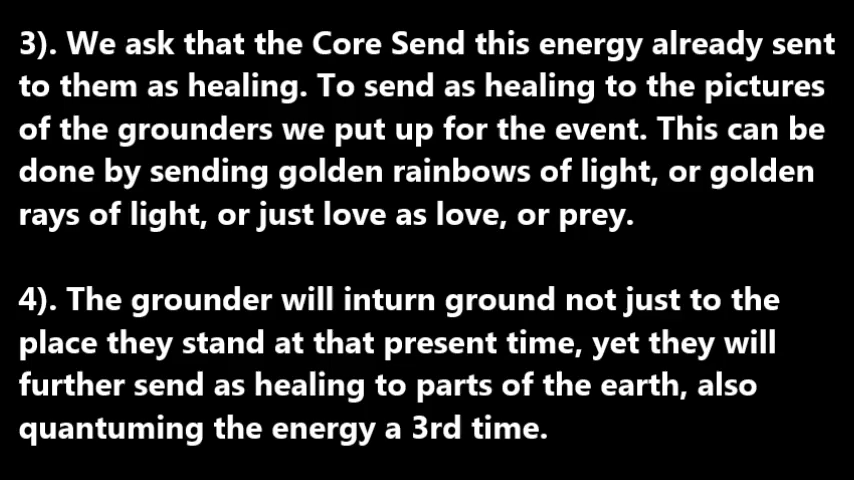 3). We ask that the Core Send this energy already sent
to them as healing. To send as healing to the pictures
of the grounders we put up for the event. This can be
done by sending golden rainbows of light, or golden
rays of light, or just love as love, or prey.
4). The grounder will inturn ground not just to the
place they stand at that present time, yet they will
further send as healing to parts of the earth, also
quantuming the energy a 3rd time.